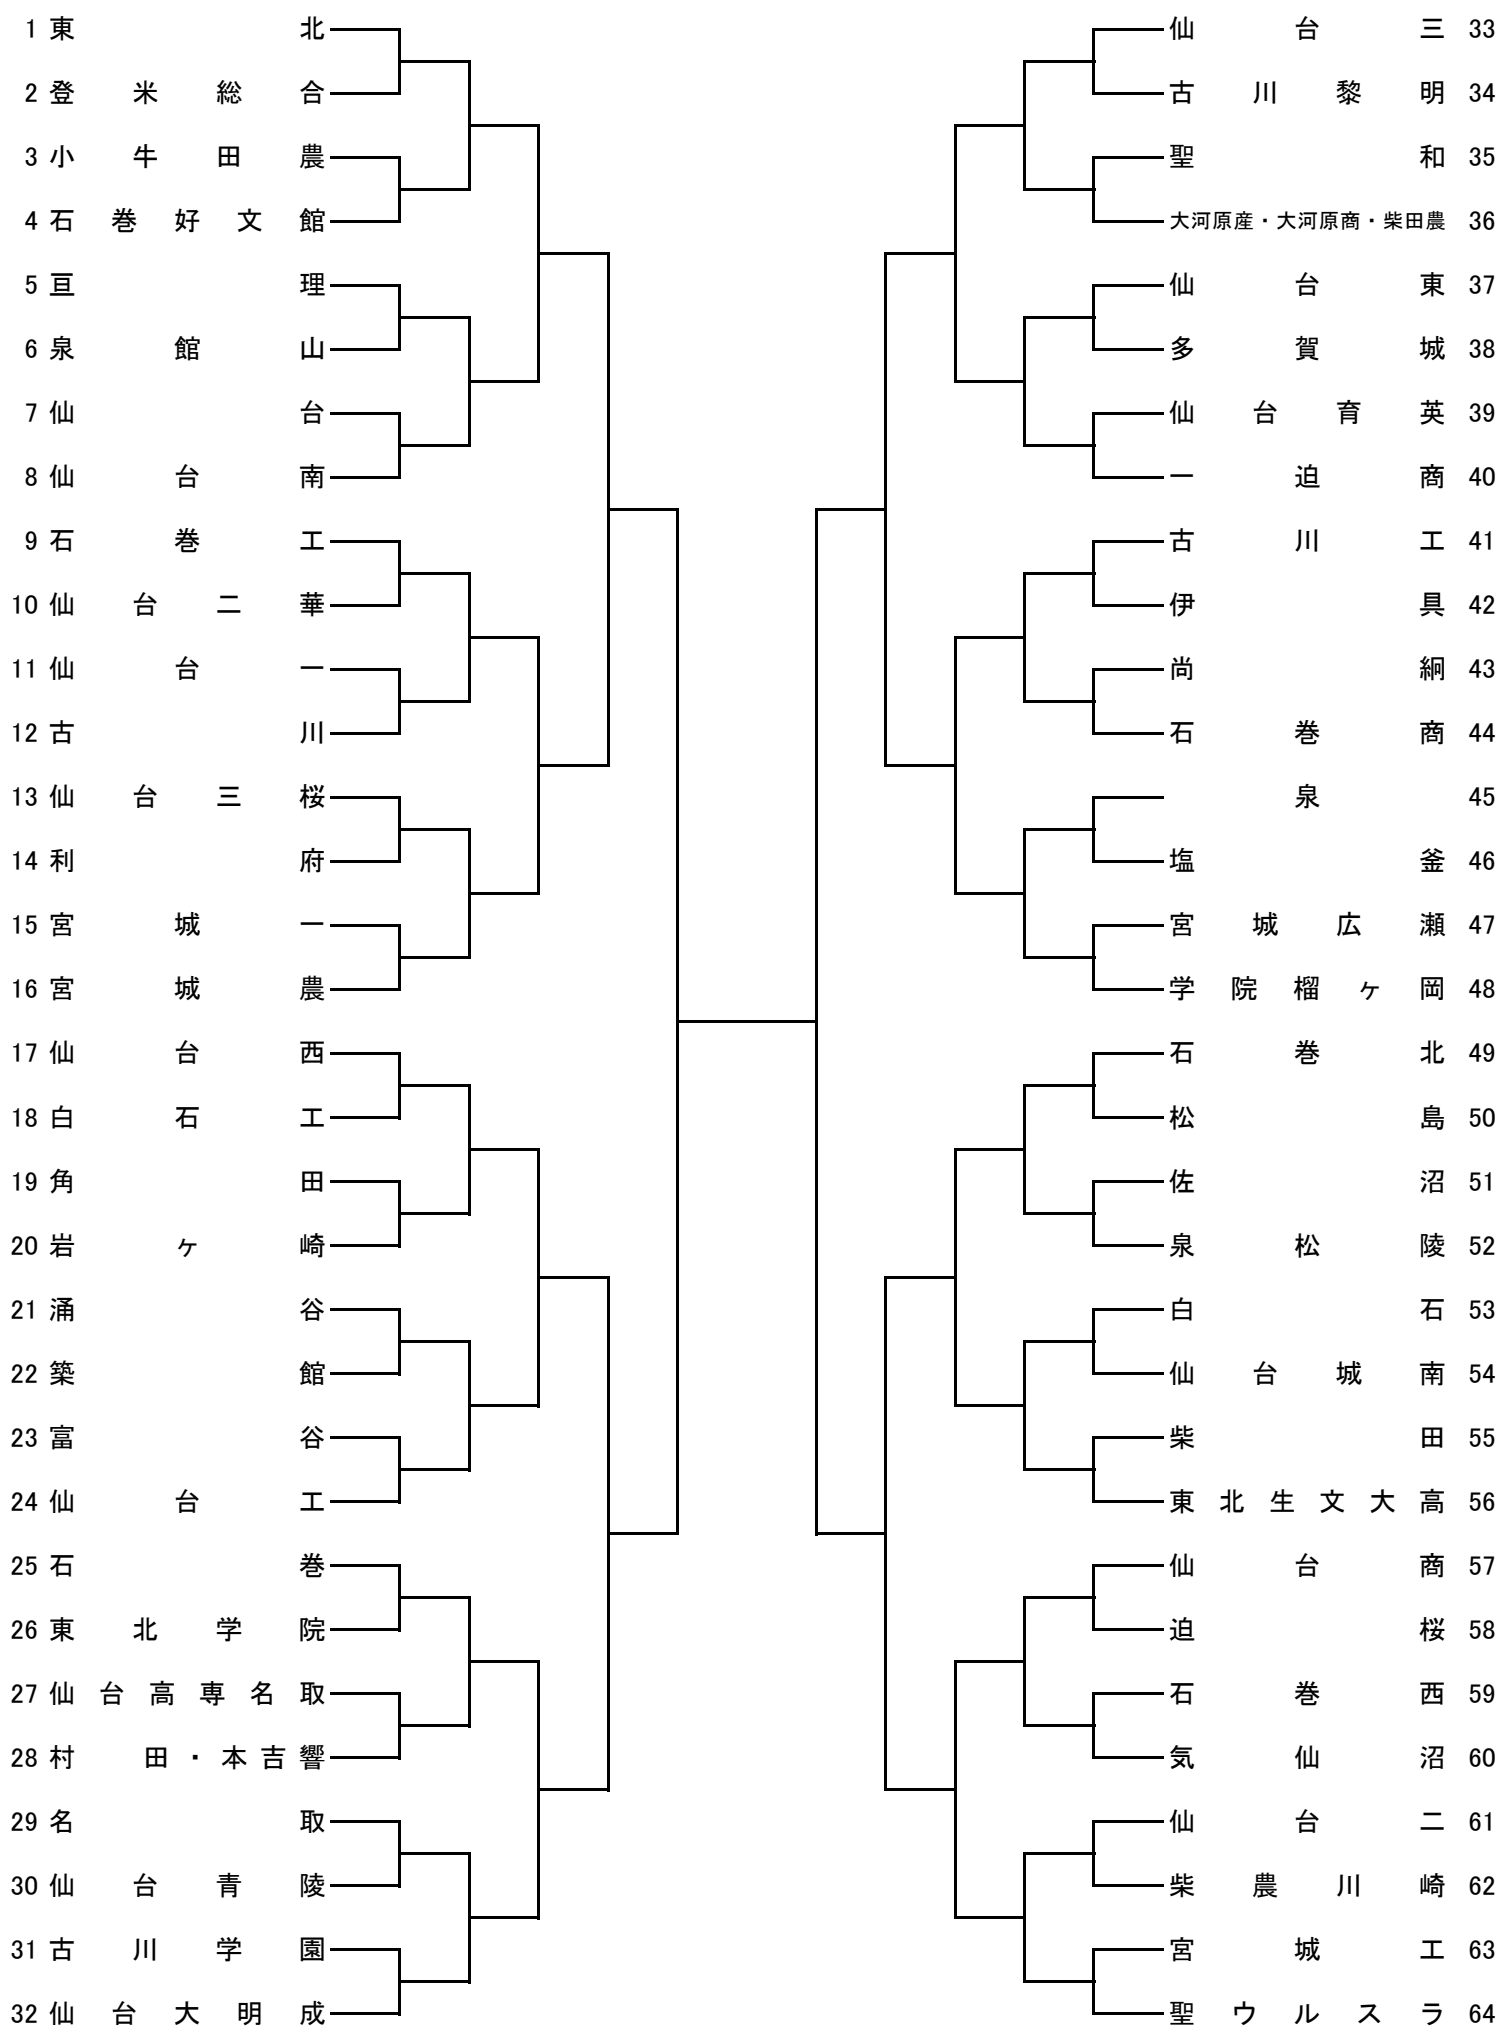 1 東北
2 登米総合
3 小牛田農
4 石巻好文館
5 亘理
6 泉館山
7 仙台
8 仙台南
9 石巻工
10 仙台二華
11 仙台一
12 古川
13 仙台三桜
14 利府
15 宮城一
16 宮城農
17 仙台西
18 白石工
19 角田
20 岩ヶ崎
21 涌谷
22 築館
23 富谷
24 仙台工
25 石巻
26 東北学院
27 仙台高専名取
28 村田・本吉響
29 名取
30 仙台青陵
31 古川学園
32 仙台大明成
仙台三 33
古川黎明 34
聖和 35
大河原産・大河原商・柴田農 36
仙台東 37
多賀城 38
仙台育英 39
一迫商 40
古川工 41
伊具 42
尚絅 43
石巻商 44
泉 45
塩釜 46
宮城広瀬 47
学院榴ヶ岡 48
石巻北 49
松島 50
佐沼 51
泉松陵 52
白石 53
仙台城南 54
柴田 55
東北生文大高 56
仙台商 57
迫桜 58
石巻西 59
気仙沼 60
仙台二 61
柴農川崎 62
宮城工 63
聖ウルスラ 64